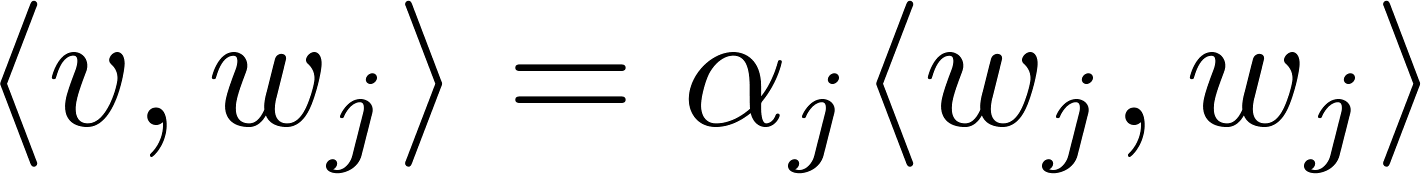 ⟨v, w_j⟩ = α_j⟨w_j, w_j⟩